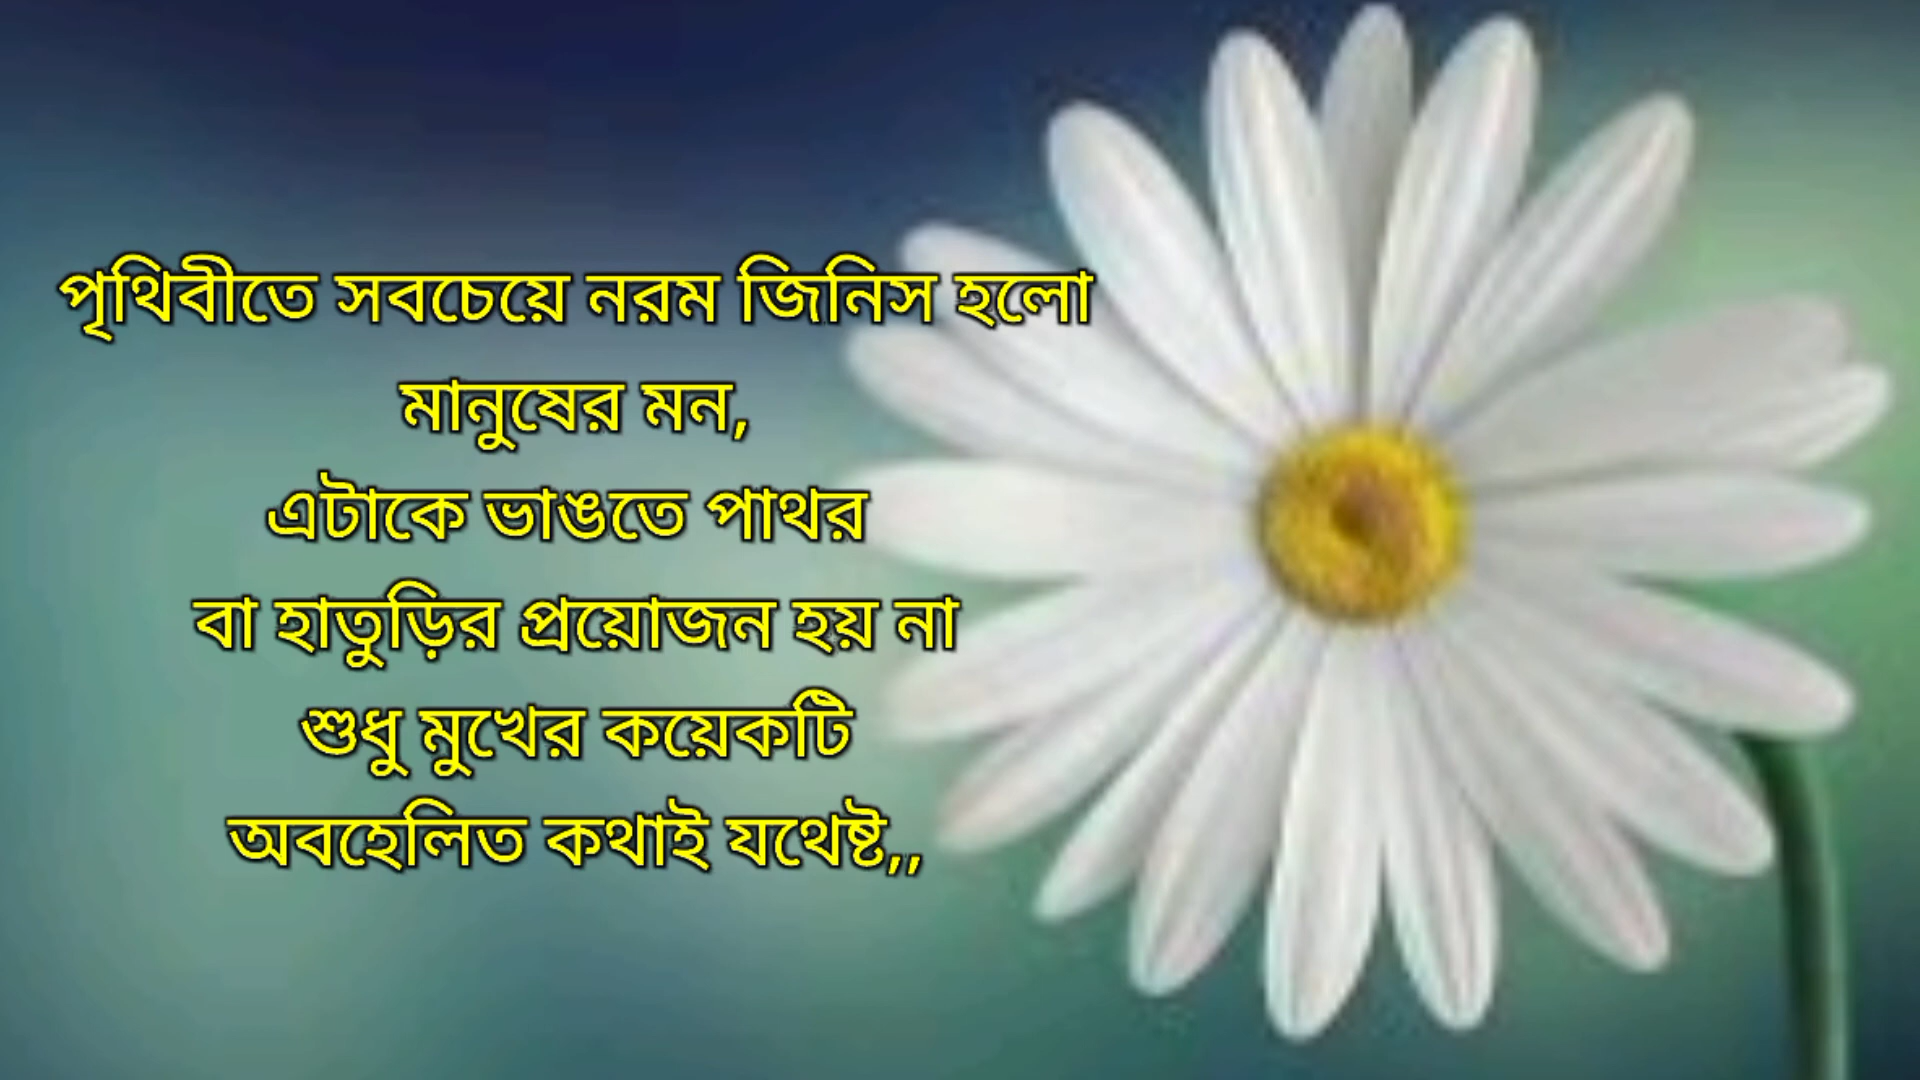 পৃথিবীতে সবচেয়ে নরম জিনিস হলো
মানুষের মন,
এটাকে ভাঙতে পাথর
বা হাতুড়ির প্রয়োজন হয় না
শুধু মুখের কয়েকটি
অবহেলিত কথাই যথেষ্ট,,